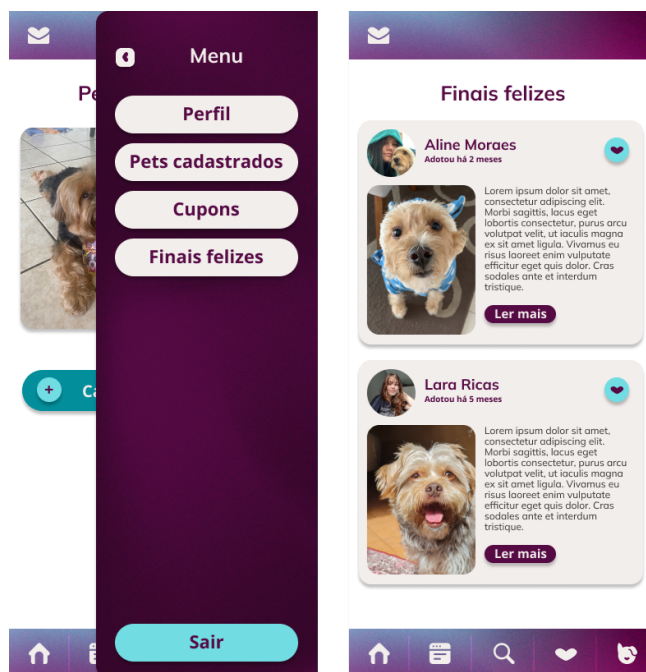 Menu
Pe
Perfil
Pets cadastrados
Cupons
Finais felizes
+ Ca
Sair
Finais felizes
Aline Moraes
Adotou há 2 meses
Lorem ipsum dolor sit amet,
consectetur adipiscing elit.
Morbi sagittis, lacus eget
lobortis consectetur, purus arcu
volutpat velit, ut iaculis magna
ex sit amet ligula. Vivamus eu
risus laoreet enim vulputate
efficitur eget quis dolor. Cras
sodales ante et interdum
tristique.
Ler mais
Lara Ricas
Adotou há 5 meses
Lorem ipsum dolor sit amet,
consectetur adipiscing elit.
Morbi sagittis, lacus eget
lobortis consectetur, purus arcu
volutpat velit, ut iaculis magna
ex sit amet ligula. Vivamus eu
risus laoreet enim vulputate
efficitur eget quis dolor. Cras
sodales ante et interdum
tristique.
Ler mais